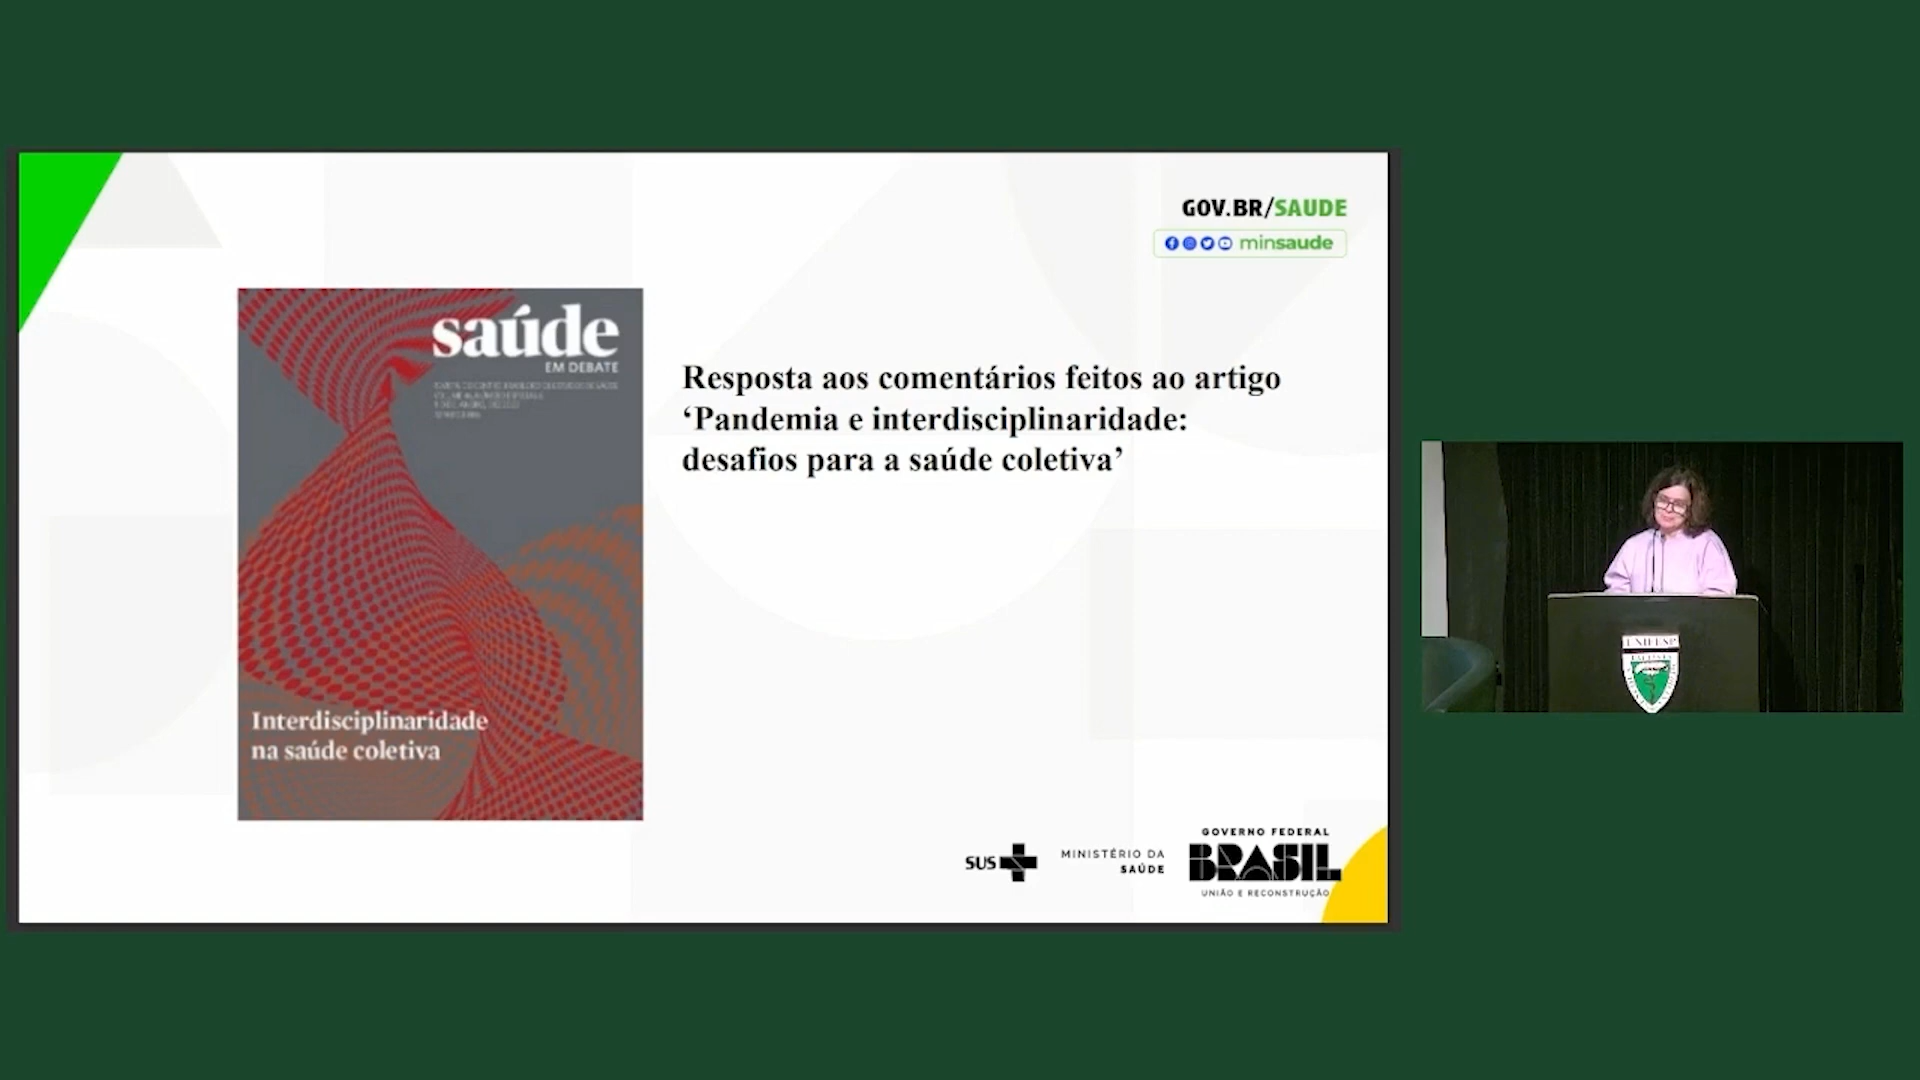 GOV.BR/SAUDE
minsaude
saúde
EM DEBATE
Resposta aos comentários feitos ao artigo
‘Pandemia e interdisciplinaridade:
desafios para a saúde coletiva’
Interdisciplinaridade
na saúde coletiva
UNIFESP
SUS
MINISTÉRIO DA
SAÚDE
GOVERNO FEDERAL
BRASIL
UNIÃO E RECONSTRUÇÃO